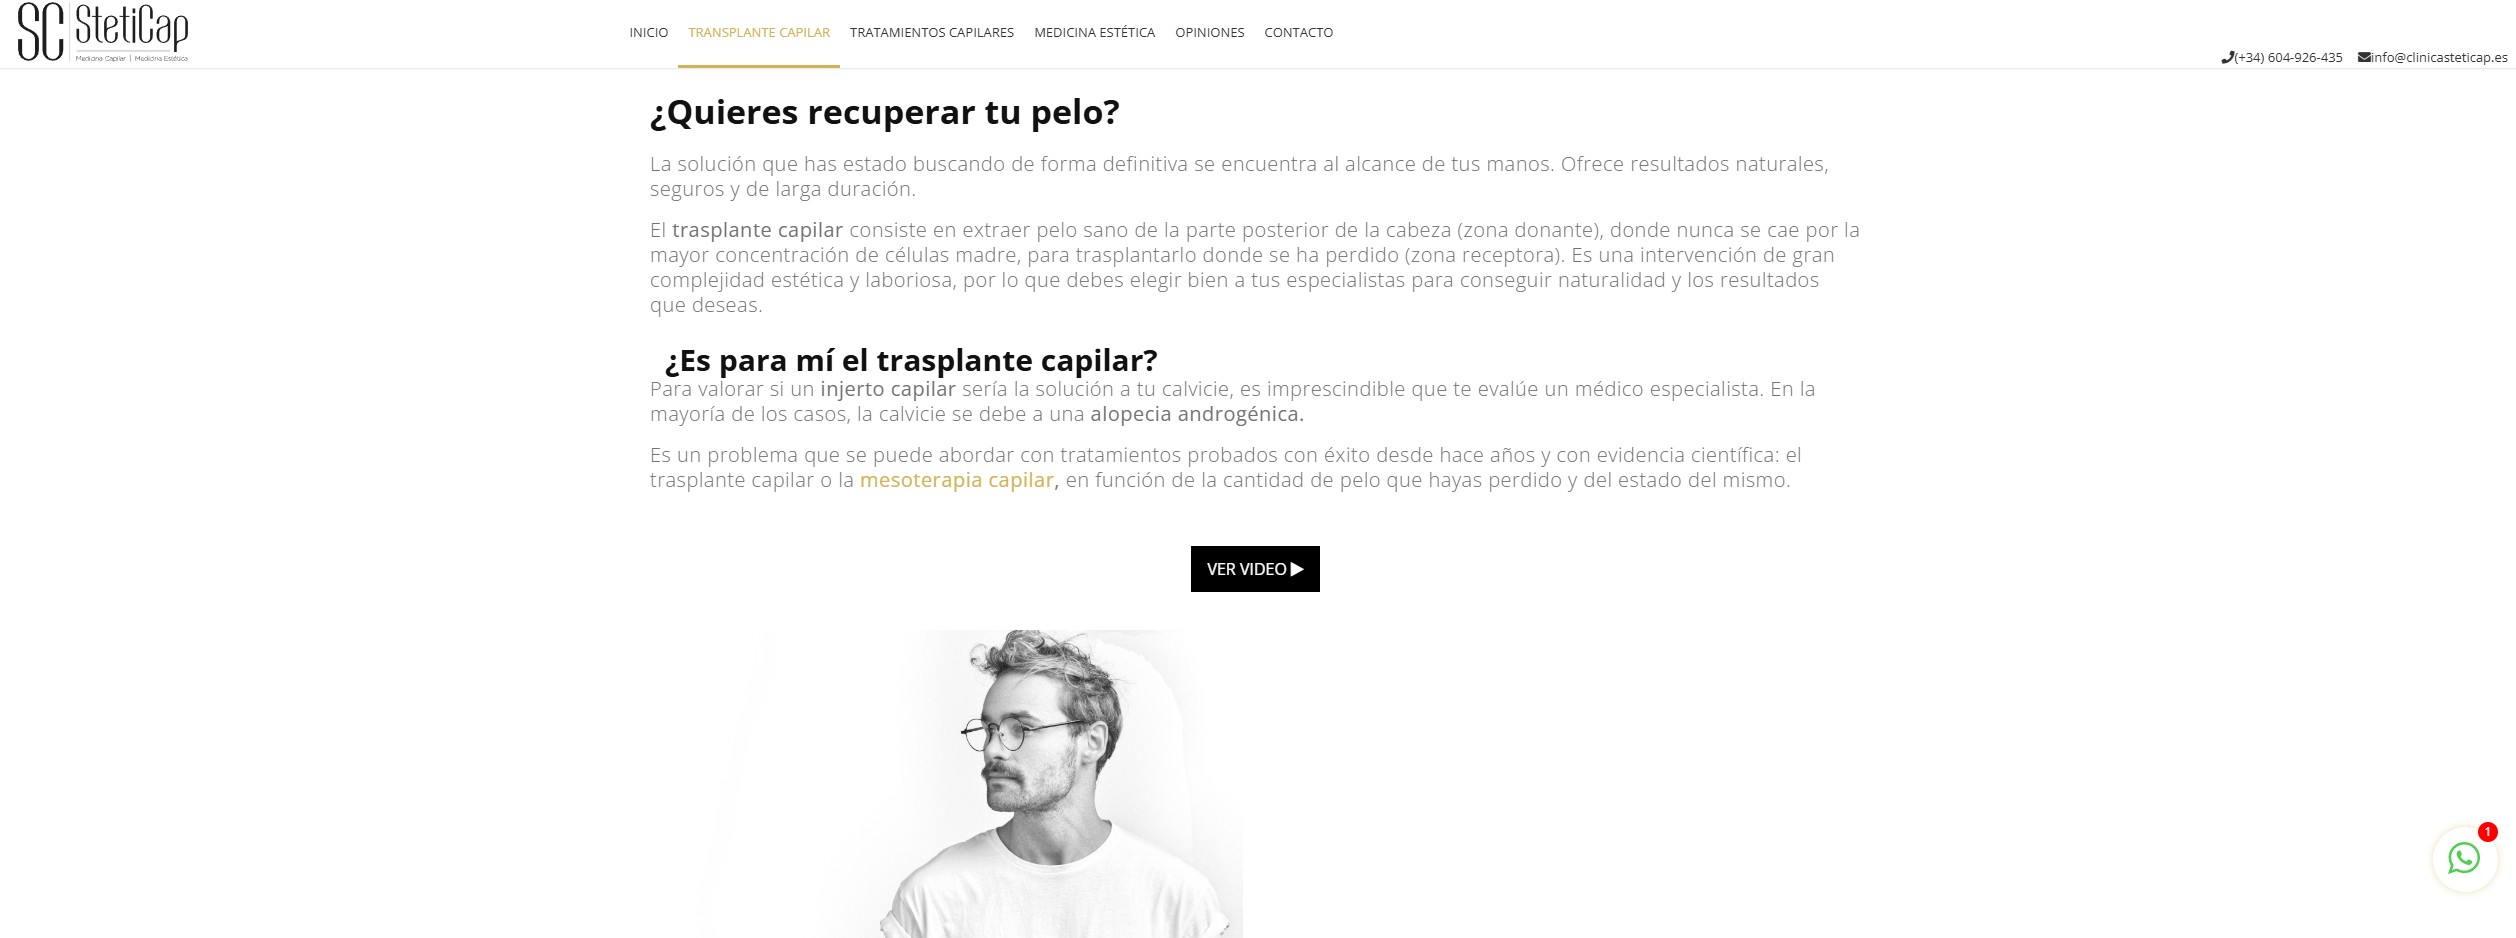 SC StetiCap
Medicina Capilar | Medicina Estética
INICIO TRANSPLANTE CAPILAR TRATAMIENTOS CAPILARES MEDICINA ESTÉTICA OPINIONES CONTACTO
(+34) 604-926-435 info@clinicasteticap.es
¿Quieres recuperar tu pelo?
La solución que has estado buscando de forma definitiva se encuentra al alcance de tus manos. Ofrece resultados naturales,
seguros y de larga duración.
El trasplante capilar consiste en extraer pelo sano de la parte posterior de la cabeza (zona donante), donde nunca se cae por la
mayor concentración de células madre, para trasplantarlo donde se ha perdido (zona receptora). Es una intervención de gran
complejidad estética y laboriosa, por lo que debes elegir bien a tus especialistas para conseguir naturalidad y los resultados
que deseas.
¿Es para mí el trasplante capilar?
Para valorar si un injerto capilar sería la solución a tu calvicie, es imprescindible que te evalúe un médico especialista. En la
mayoría de los casos, la calvicie se debe a una alopecia androgénica.
Es un problema que se puede abordar con tratamientos probados con éxito desde hace años y con evidencia científica: el
trasplante capilar o la mesoterapia capilar, en función de la cantidad de pelo que hayas perdido y del estado del mismo.
VER VIDEO
1